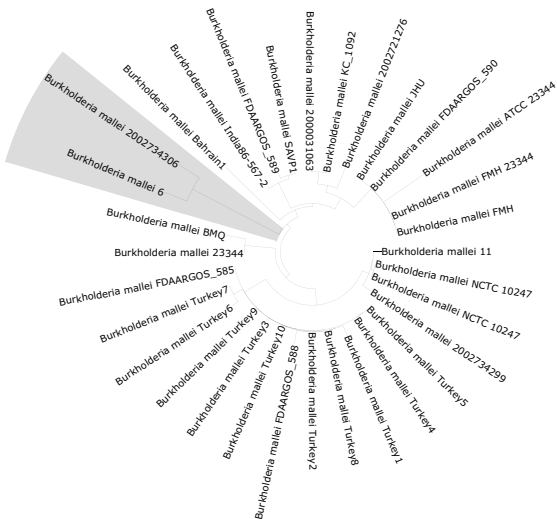 Burkholderia mallei 2002734306
Burkholderia mallei Bahrain1
Burkholderia mallei India86-567-2
Burkholderia mallei FDAARGOS_589
Burkholderia mallei SAVP1
Burkholderia mallei 2000031063
Burkholderia mallei KC_1092
Burkholderia mallei 2002721276
Burkholderia mallei JHU
Burkholderia mallei FDAARGOS_590
Burkholderia mallei ATCC 23344
Burkholderia mallei FMH 23344
Burkholderia mallei FMH
Burkholderia mallei 11
Burkholderia mallei NCTC 10247
Burkholderia mallei NCTC 10247
Burkholderia mallei 2002734299
Burkholderia mallei Turkey5
Burkholderia mallei Turkey4
Burkholderia mallei Turkey1
Burkholderia mallei Turkey8
Burkholderia mallei Turkey2
Burkholderia mallei FDAARGOS_588
Burkholderia mallei Turkey10
Burkholderia mallei Turkey3
Burkholderia mallei Turkey9
Burkholderia mallei Turkey6
Burkholderia mallei Turkey7
Burkholderia mallei FDAARGOS_585
Burkholderia mallei 23344
Burkholderia mallei BMQ
Burkholderia mallei 6